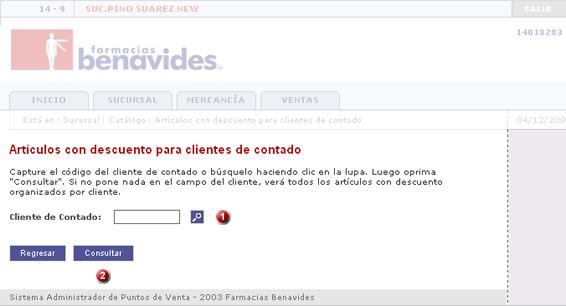 14 - 9 SUC.PINO SUAREZ NEW SALIR
14018283
farmacias
benavides
INICIO SUCURSAL MERCANCÍA VENTAS
Está en : Sucursal : Catálogo : Artículos con descuento para clientes de contado 04/12/200
Artículos con descuento para clientes de contado
Capture el código del cliente de contado o búsquelo haciendo clic en la lupa. Luego oprima
"Consultar". Si no pone nada en el campo del cliente, verá todos los artículos con descuento
organizados por cliente.
Cliente de Contado: 1
Regresar Consultar
2
Sistema Administrador de Puntos de Venta - 2003 Farmacias Benavides